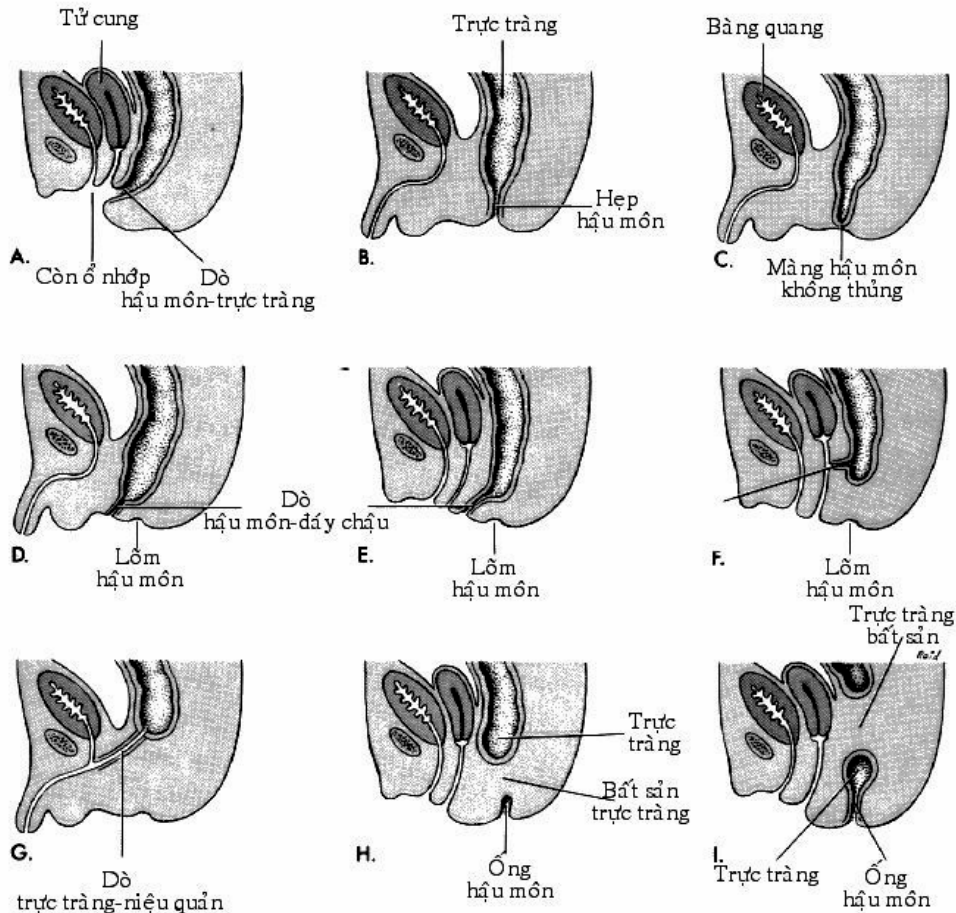 Tử cung
Trực tràng
Bàng quang
A.
Còn ổ nhớp
Dò
hậu môn-trực tràng
B.
Hẹp
hậu môn
C.
Màng hậu môn
không thủng
D.
Lõm
hậu môn
Dò
hậu môn-đáy chậu
E.
Lõm
hậu môn
F.
Lõm
hậu môn
G.
Dò
trực tràng-niệu quản
H.
Trực
tràng
Bất sản
trực tràng
Ống
hậu môn
Trực tràng
bất sản
I.
Trực tràng
Ống
hậu môn